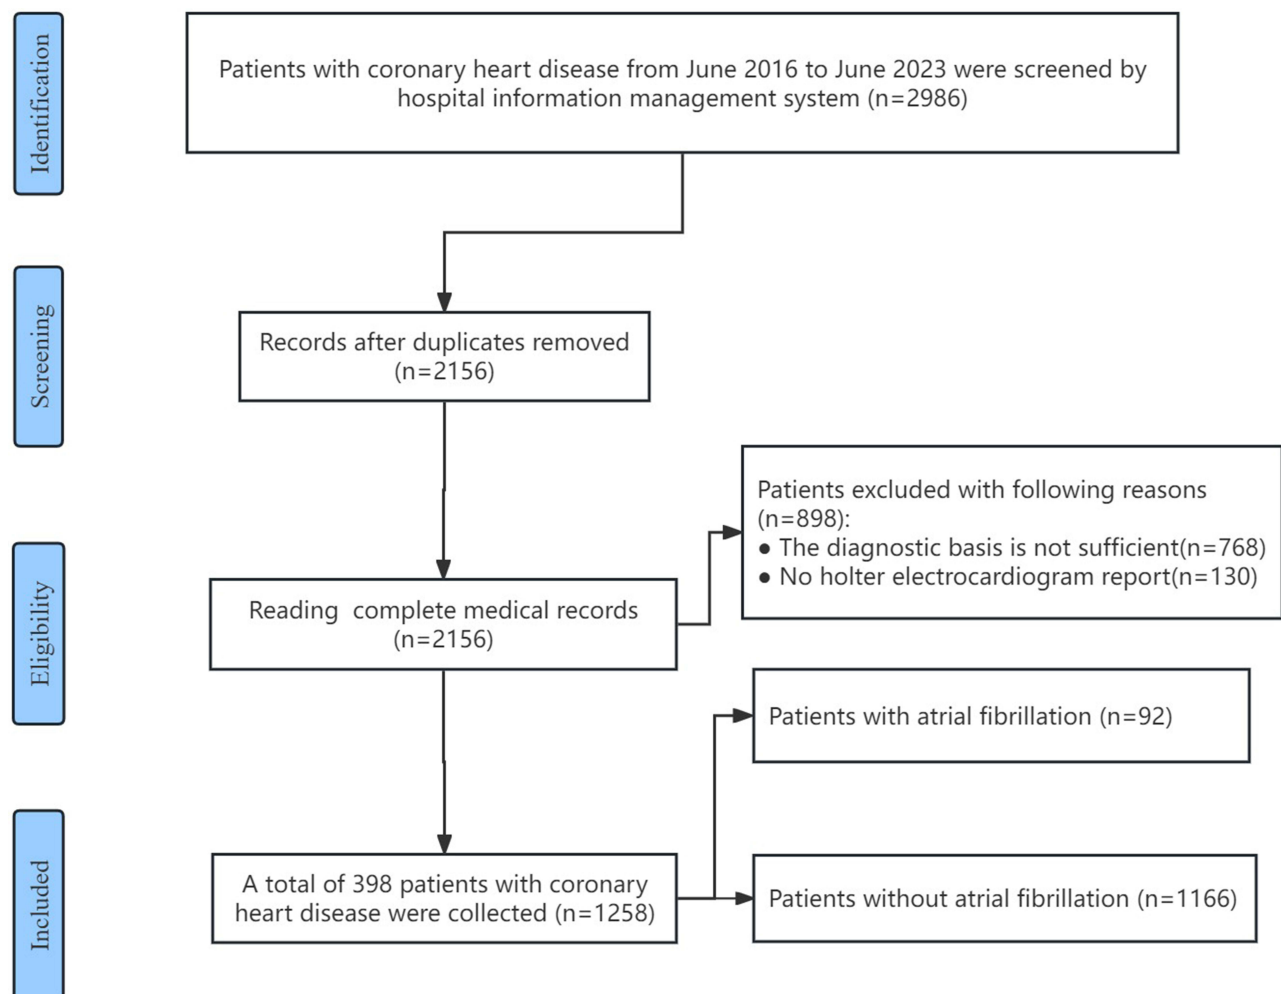 Identification
Patients with coronary heart disease from June 2016 to June 2023 were screened by
hospital information management system (n=2986)
Screening
Records after duplicates removed
(n=2156)
Eligibility
Reading  complete medical records
(n=2156)
Patients excluded with following reasons
(n=898):
● The diagnostic basis is not sufficient(n=768)
● No holter electrocardiogram report(n=130)
Included
A total of 398 patients with coronary
heart disease were collected (n=1258)
Patients with atrial fibrillation (n=92)
Patients without atrial fibrillation (n=1166)